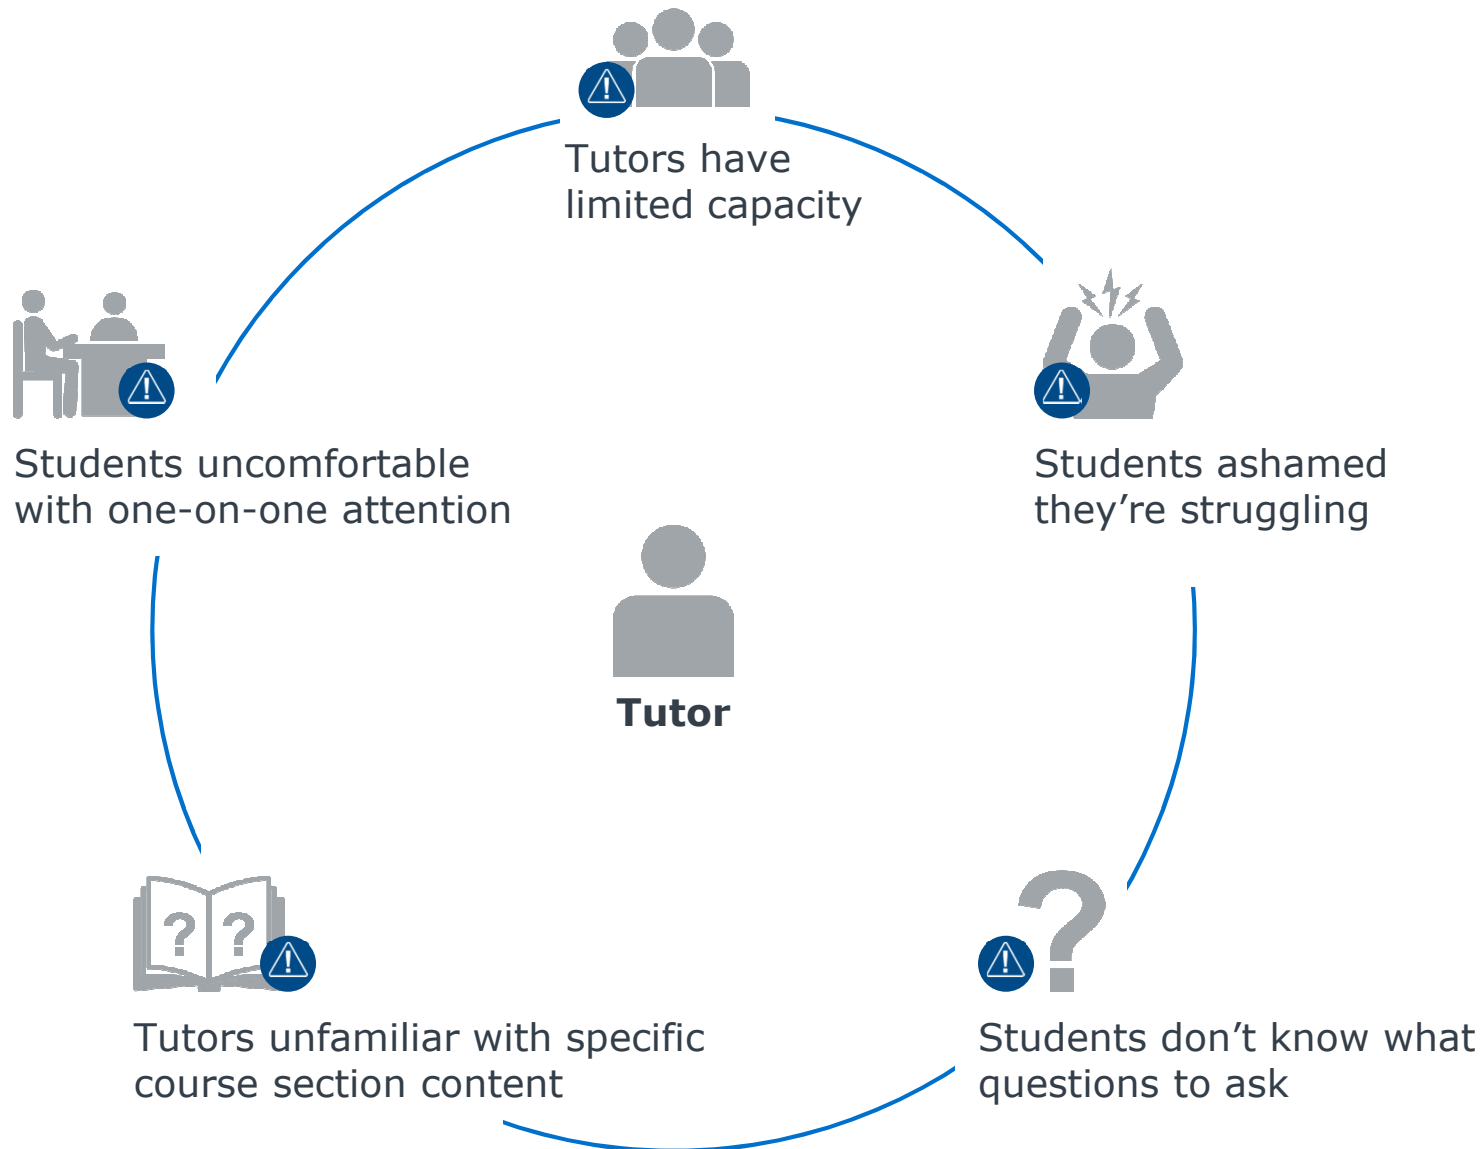 Tutors have
limited capacity
Students uncomfortable
with one-on-one attention
Students ashamed
they’re struggling
Tutor
? ?
Tutors unfamiliar with specific
course section content
?
Students don’t know what
questions to ask